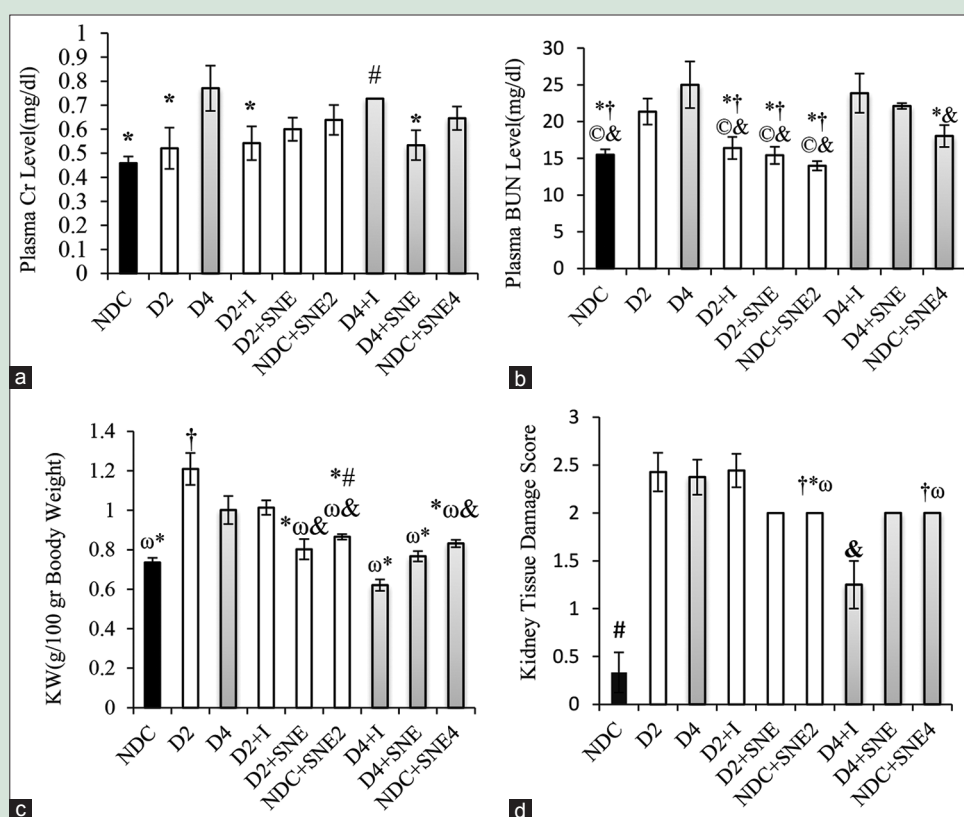 Plasma Cr Level(mg/dl)
1
0.9
0.8
0.7
0.6
0.5
0.4
0.3
0.2
0.1
0
*
*
*
#
*
NDC
D2
D4
D2+I
D2+SNE
NDC+SNE2
D4+I
D4+SNE
NDC+SNE4
a
Plasma BUN Level(mg/dl)
30
25
20
15
10
5
0
*†
©&
*†
©&
*†
©&
*†
©&
*&
NDC
D2
D4
D2+I
D2+SNE
NDC+SNE2
D4+I
D4+SNE
NDC+SNE4
b
KW(g/100 gr Boody Weight)
1.4
1.2
1
0.8
0.6
0.4
0.2
0
ω*
†
*ω&
*#
ω&
ω*
ω*
*ω&
NDC
D2
D4
D2+I
D2+SNE
NDC+SNE2
D4+I
D4+SNE
NDC+SNE4
c
Kidney Tissue Damage Score
3
2.5
2
1.5
1
0.5
0
#
†*ω
&
†ω
NDC
D2
D4
D2+I
D2+SNE
NDC+SNE2
D4+I
D4+SNE
NDC+SNE4
d